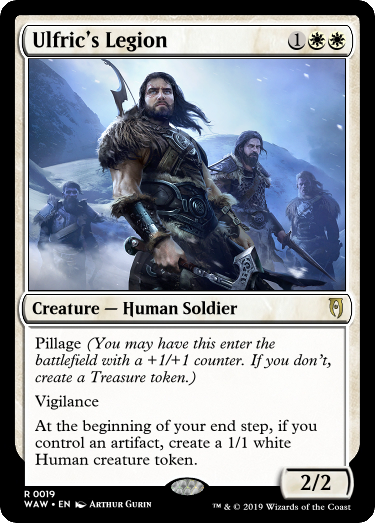 Ulfric's Legion 1
Creature — Human Soldier
Pillage (You may have this enter the
battlefield with a +1/+1 counter. If you don't,
create a Treasure token.)
Vigilance
At the beginning of your end step, if you
control an artifact, create a 1/1 white
Human creature token.
2/2
R 0019
WAW • EN Arthur Gurin
™ & © 2019 Wizards of the Coast